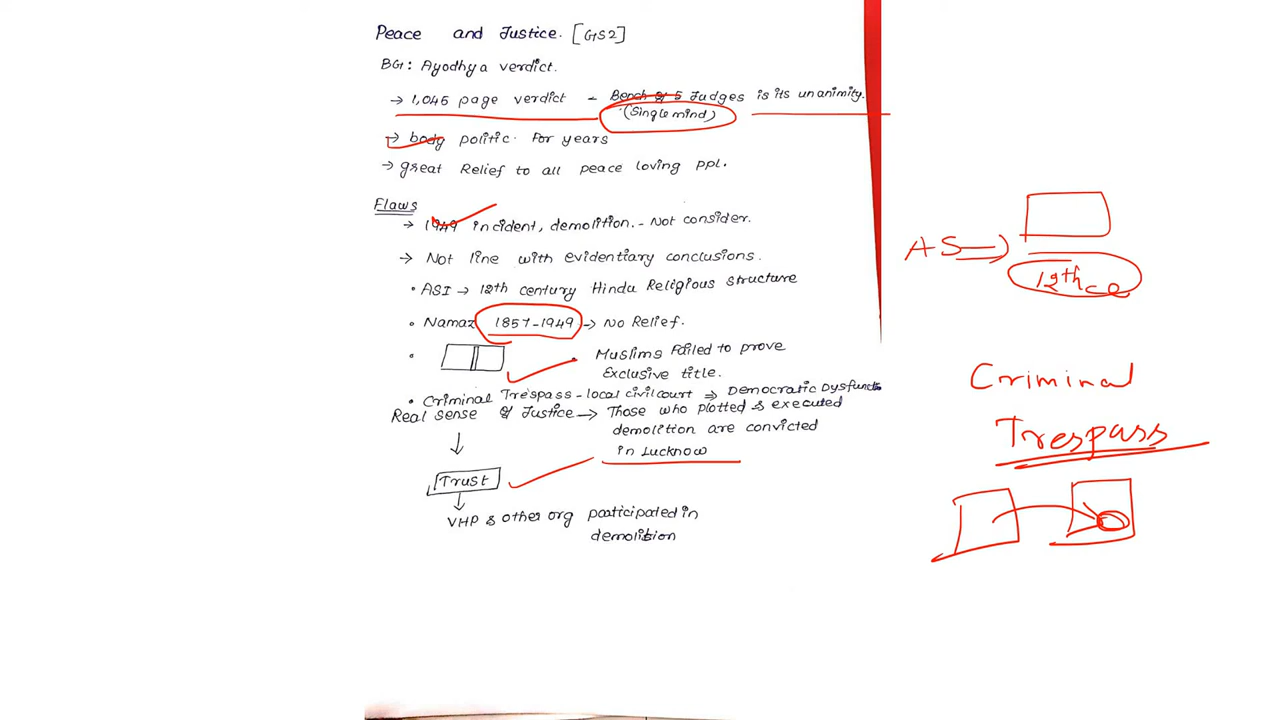 Peace and Justice. [GS2]
BG: Ayodhya verdict.
→ 1,045 page verdict - Bench of 5 Judges is its unanimity.
(Single mind)
→ body politic. For years
→ great Relief to all peace loving ppl.
Flaws
→ 1949 incident, demolition. - Not consider.
→ Not line with evidentiary conclusions.
• ASI → 12th century Hindu Religious structure
• Namaz 1857-1949 → No Relief.
• Muslims Failed to prove
Exclusive title.
• Criminal Trespass - local civil court ⇒ Democratic Dysfunc
Real sense of Justice → Those who plotted & executed
demolition are convicted
in Lucknow
Trust
VHP & other org participated in
demolition
AS ⇒
12th ce
Criminal
Trespass